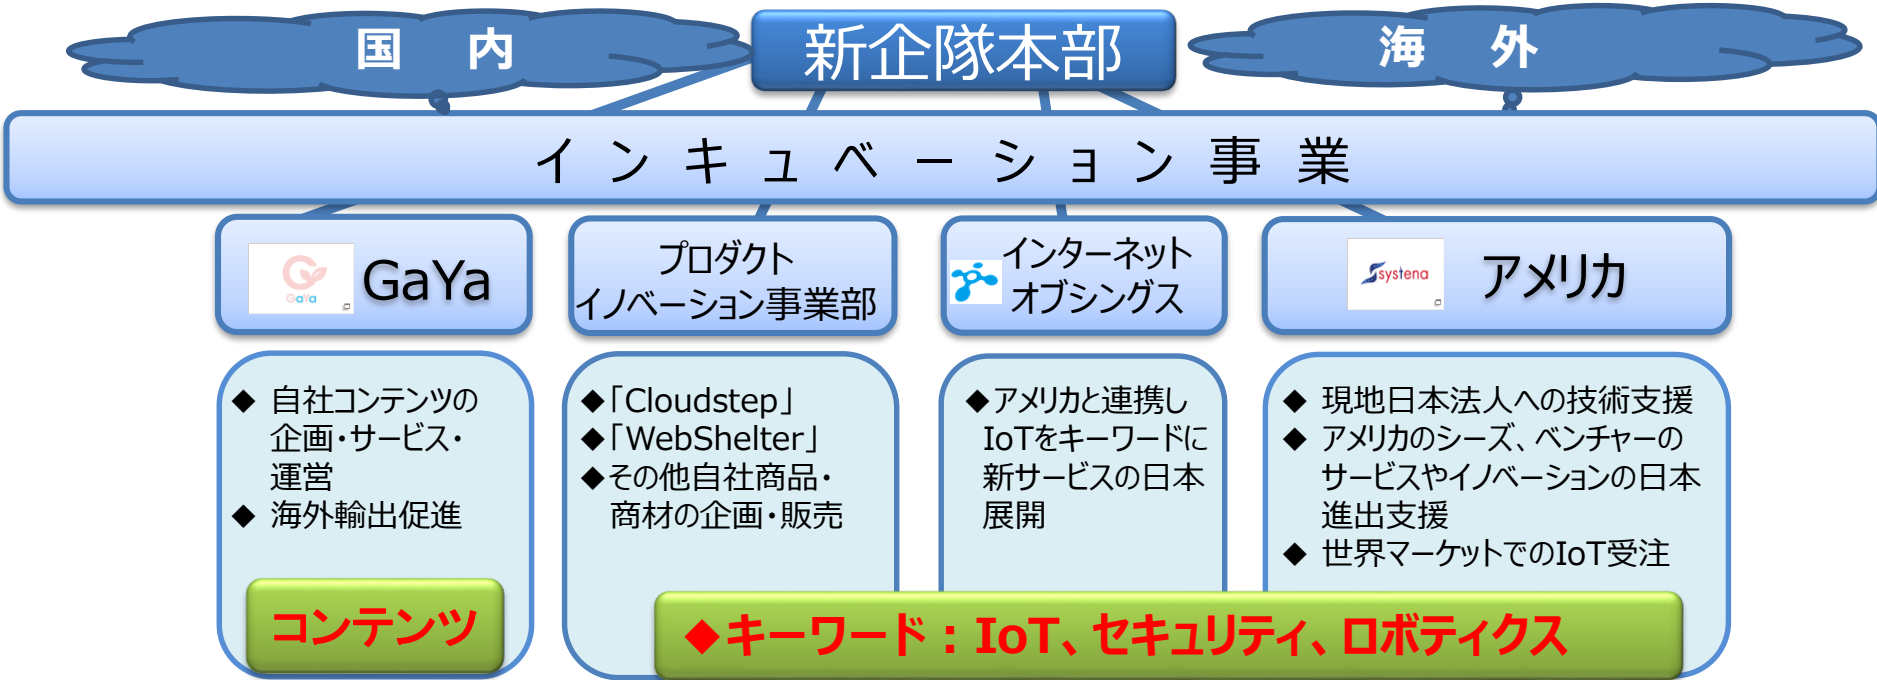 国 内
新企隊本部
海 外
インキュベーション事業
GaYa
GaYa
プロダクト
イノベーション事業部
インターネット
オブシングス
systena
アメリカ
◆ 自社コンテンツの
企画・サービス・
運営
◆ 海外輸出促進
◆「Cloudstep」
◆「WebShelter」
◆その他自社商品・
商材の企画・販売
◆アメリカと連携し
IoTをキーワードに
新サービスの日本
展開
◆ 現地日本法人への技術支援
◆ アメリカのシーズ、ベンチャーの
サービスやイノベーションの日本
進出支援
◆ 世界マーケットでのIoT受注
コンテンツ
◆キーワード：IoT、セキュリティ、ロボティクス